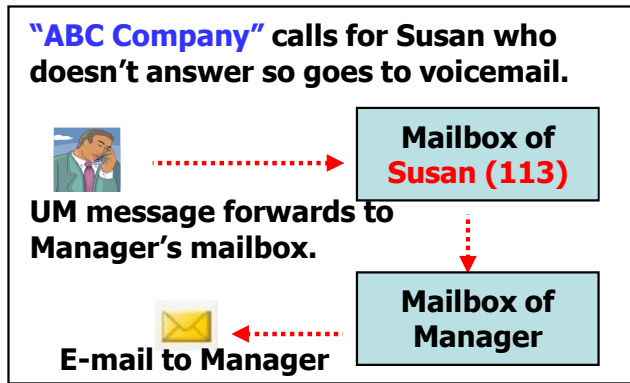 “ABC Company” calls for Susan who
doesn’t answer so goes to voicemail.
Mailbox of
Susan (113)
UM message forwards to
Manager’s mailbox.
Mailbox of
Manager
E-mail to Manager